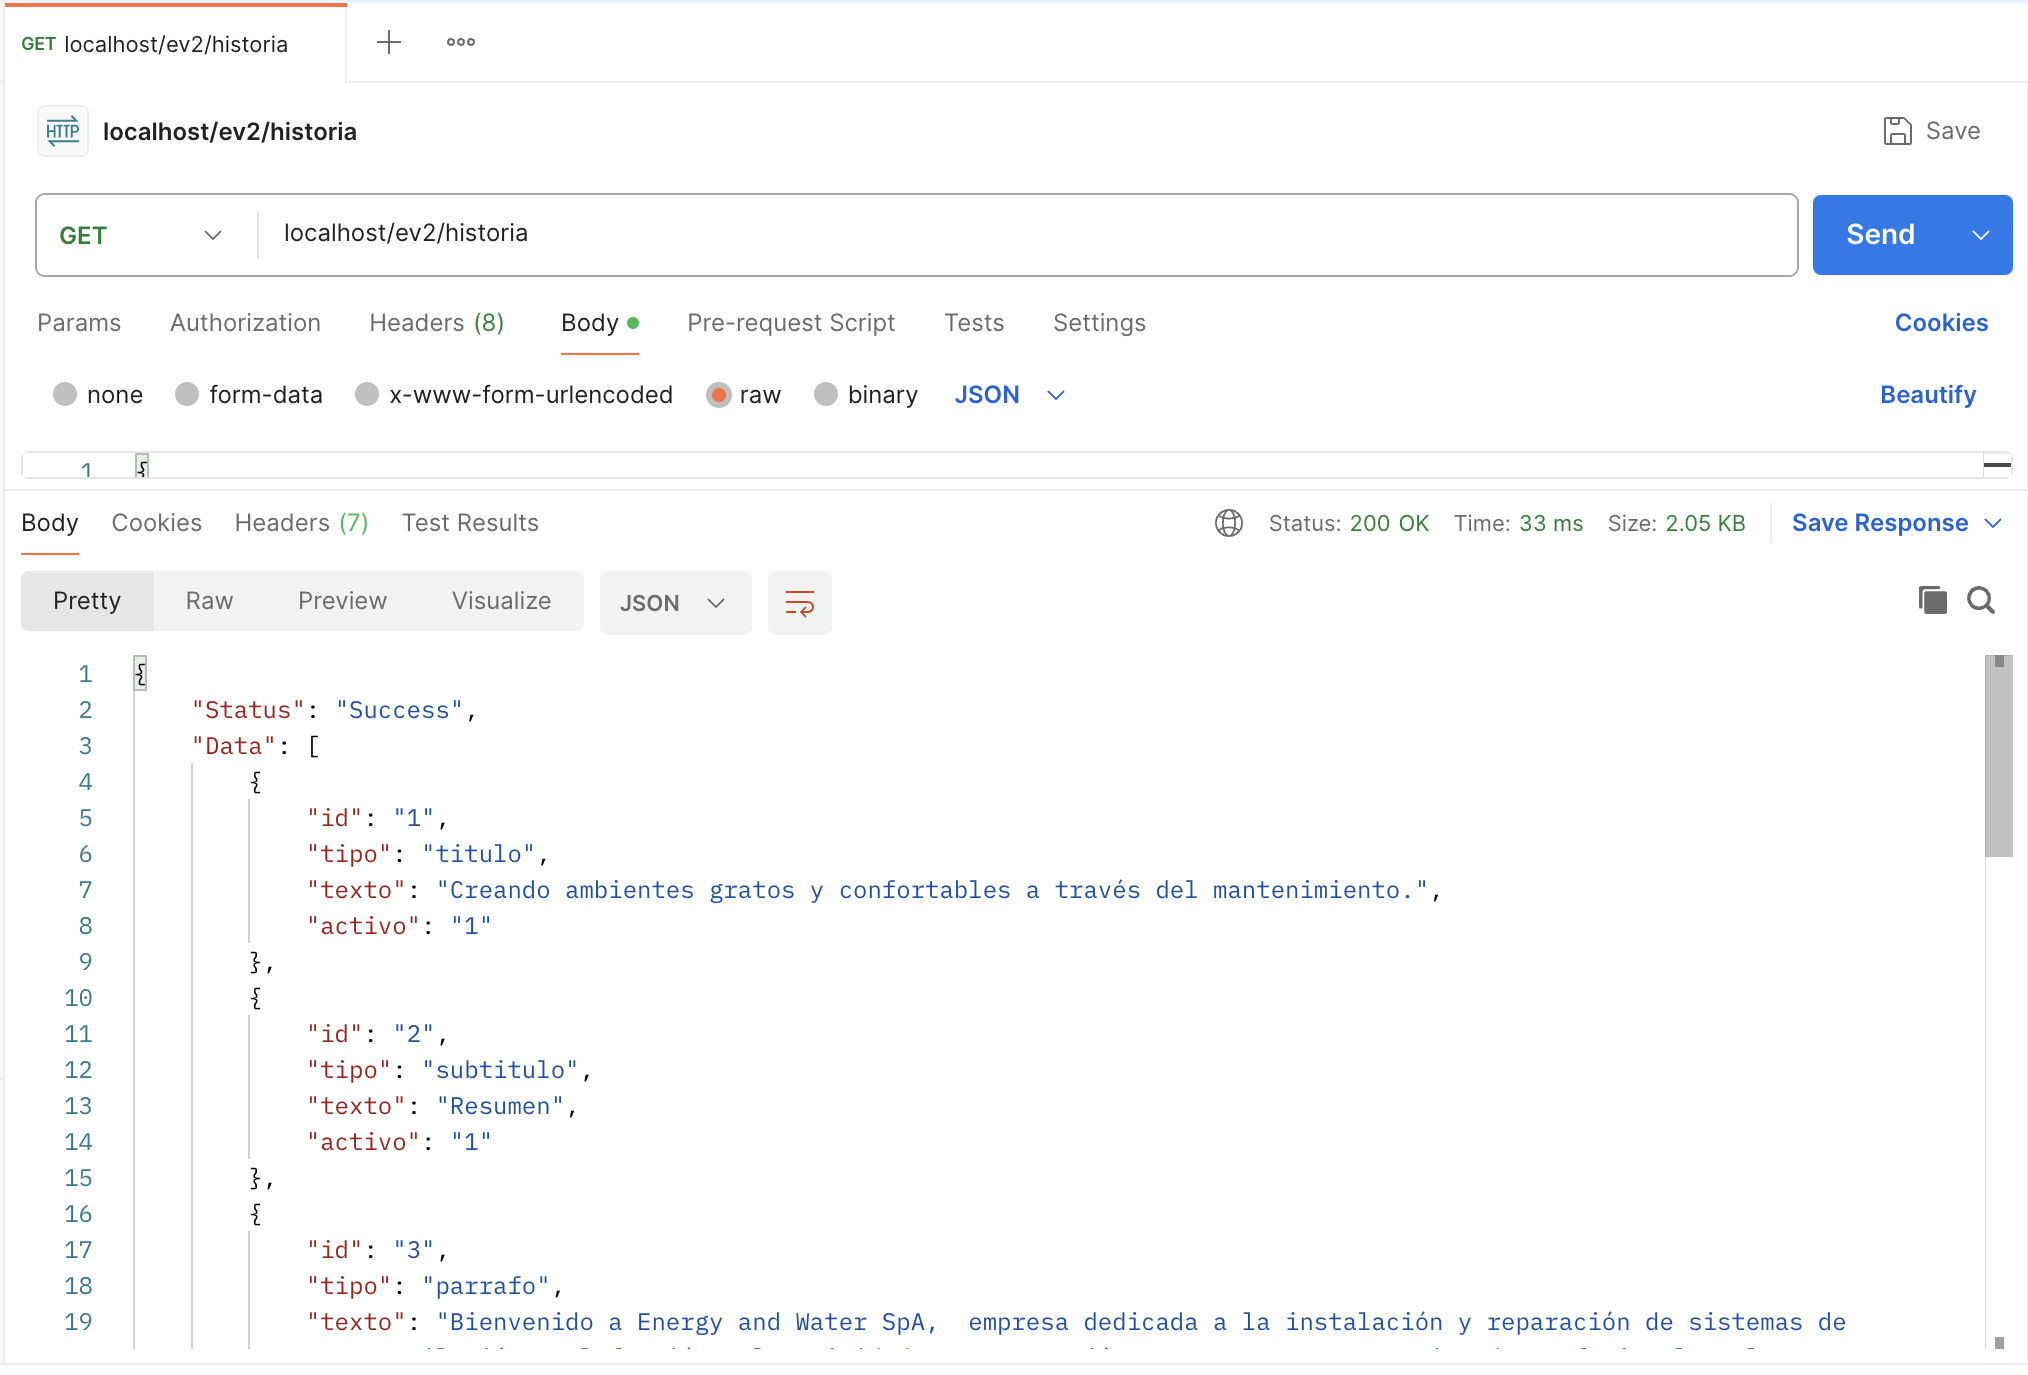 GET localhost/ev2/historia
HTTP localhost/ev2/historia
Save
GET localhost/ev2/historia
Send
Params Authorization Headers (8) Body Pre-request Script Tests Settings Cookies
none form-data x-www-form-urlencoded raw binary JSON Beautify
1 {
Body Cookies Headers (7) Test Results Status: 200 OK Time: 33 ms Size: 2.05 KB Save Response
Pretty Raw Preview Visualize JSON
1 {
2 "Status": "Success",
3 "Data": [
4 {
5 "id": "1",
6 "tipo": "titulo",
7 "texto": "Creando ambientes gratos y confortables a través del mantenimiento.",
8 "activo": "1"
9 },
10 {
11 "id": "2",
12 "tipo": "subtitulo",
13 "texto": "Resumen",
14 "activo": "1"
15 },
16 {
17 "id": "3",
18 "tipo": "parrafo",
19 "texto": "Bienvenido a Energy and Water SpA,  empresa dedicada a la instalación y reparación de sistemas de